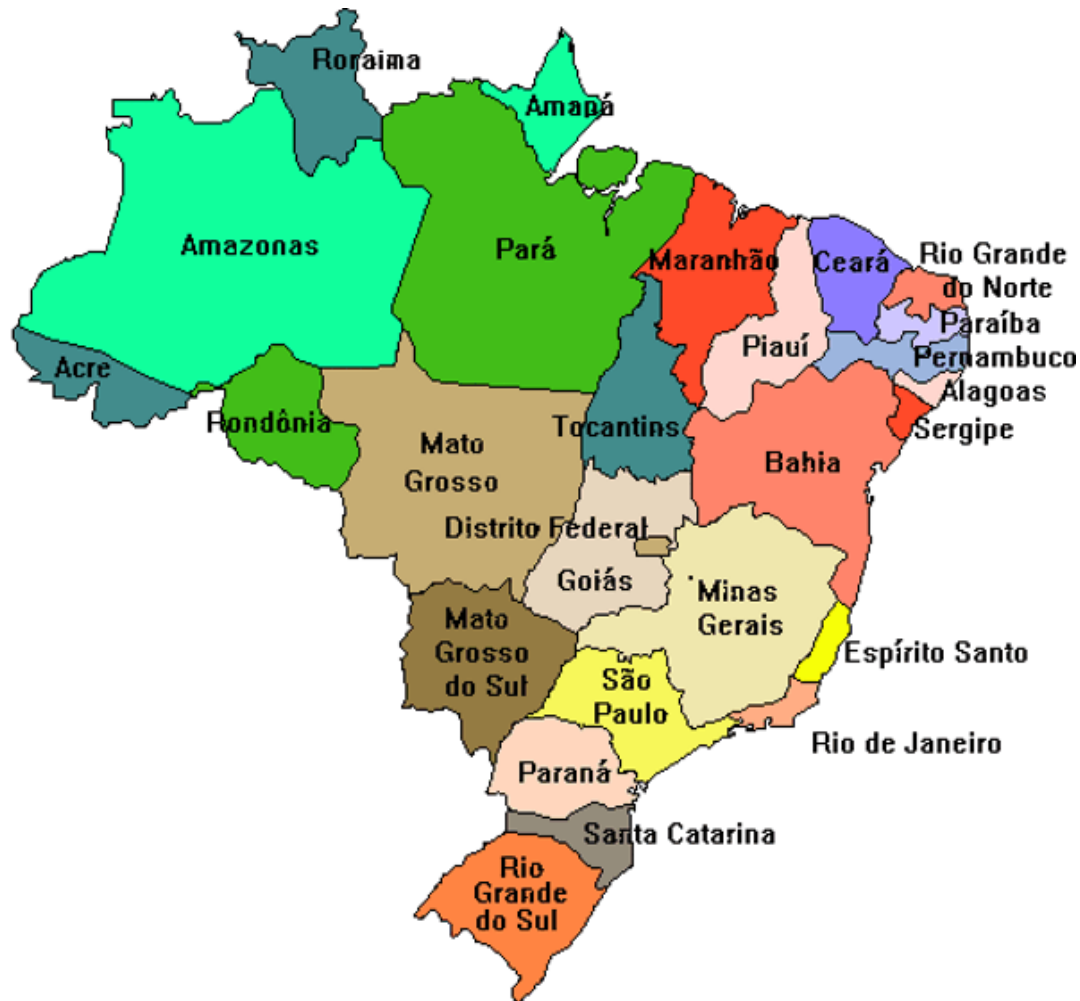 Roraima
Amapá
Amazonas
Pará
Maranhão
Ceará
Rio Grande
do Norte
Paraíba
Piauí
Pernambuco
Acre
Alagoas
Rondônia
Tocantins
Sergipe
Mato
Grosso
Bahia
Distrito Federal
Goiás
Minas
Gerais
Mato
Grosso
do Sul
Espírito Santo
São
Paulo
Rio de Janeiro
Paraná
Santa Catarina
Rio
Grande
do Sul